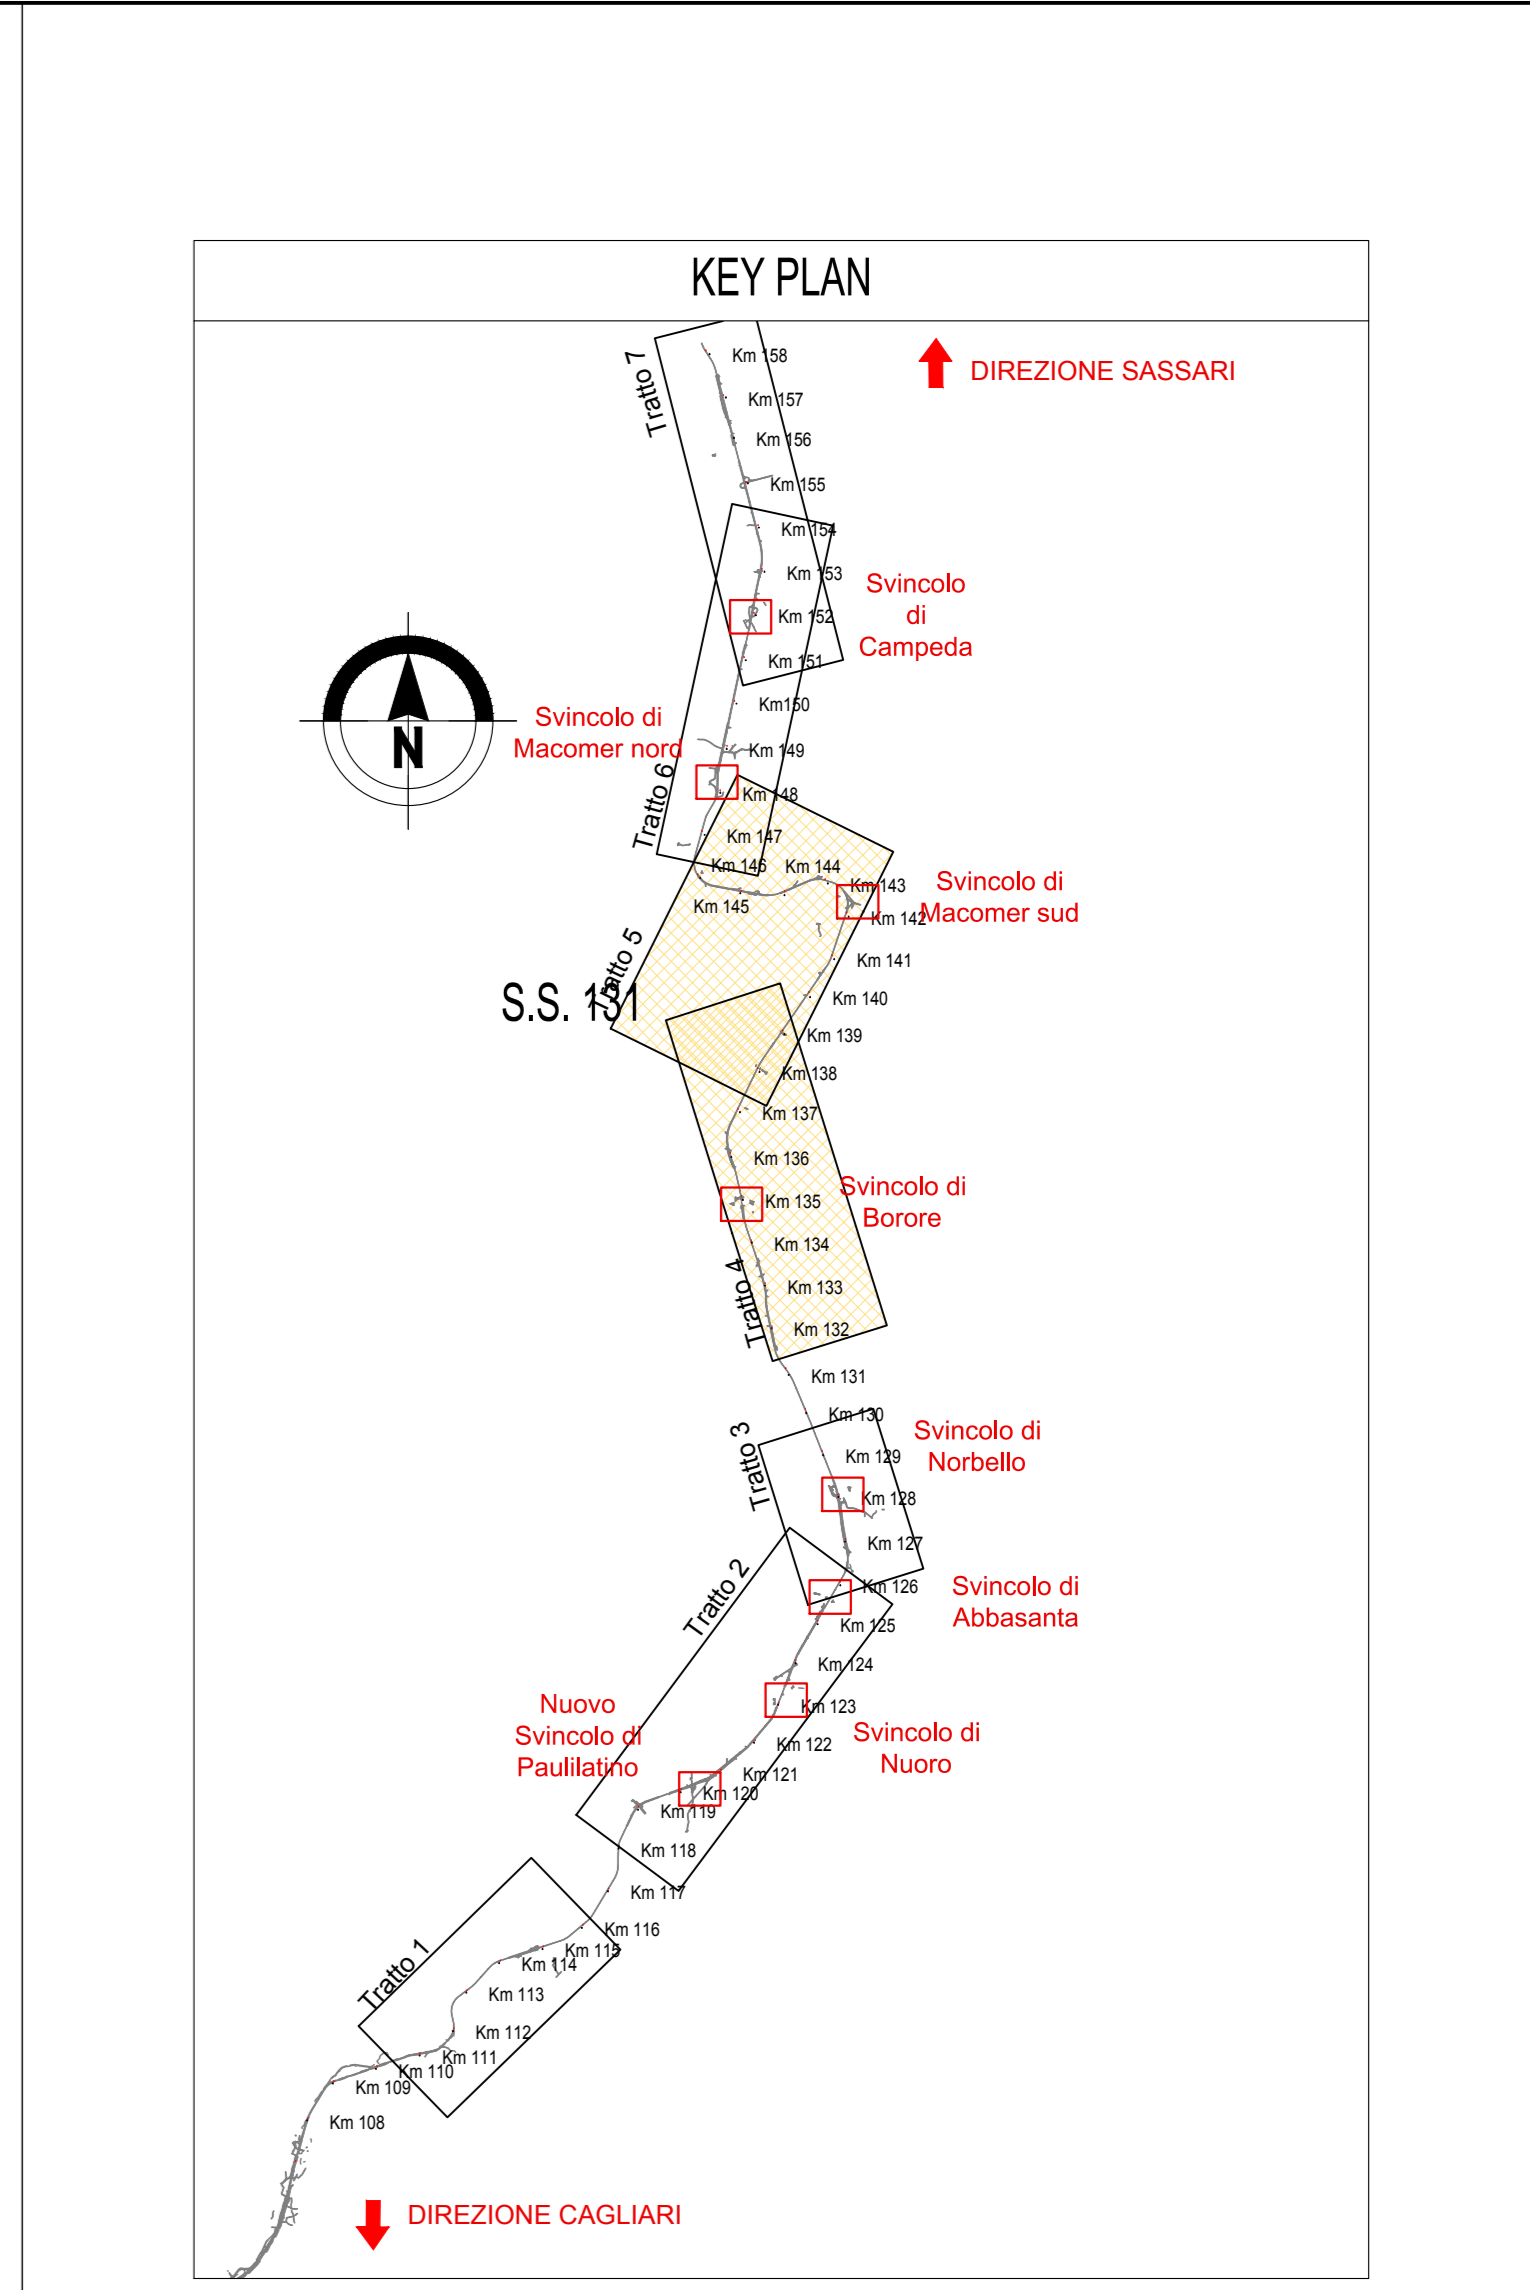 KEY PLAN
DIREZIONE SASSARI
Tratto 7
Km 158
Km 157
Km 156
Km 155
Km 154
Km 153
Svincolo
di
Campeda
Km 152
Km 151
Km150
Svincolo di
Macomer nord
N
Km 149
Km 148
Tratto 6
Km 147
Km 146
Km 144
Km 143
Svincolo di
Macomer sud
Km 145
Km 142
Tratto 5
Km 141
S.S. 131
Km 140
Km 139
Km 138
Km 137
Km 136
Km 135
Svincolo di
Borore
Km 134
Km 133
Tratto 4
Km 132
Km 131
Km 130
Tratto 3
Svincolo di
Norbello
Km 129
Km 128
Km 127
Km 126
Svincolo di
Abbasanta
Tratto 2
Km 125
Km 124
Km 123
Nuovo
Svincolo di
Paulilatino
Svincolo di
Nuoro
Km 122
Km 121
Km 120
Km 119
Km 118
Km 117
Km 116
Km 115
Km 114
Tratto 1
Km 113
Km 112
Km 111
Km 110
Km 109
Km 108
DIREZIONE CAGLIARI